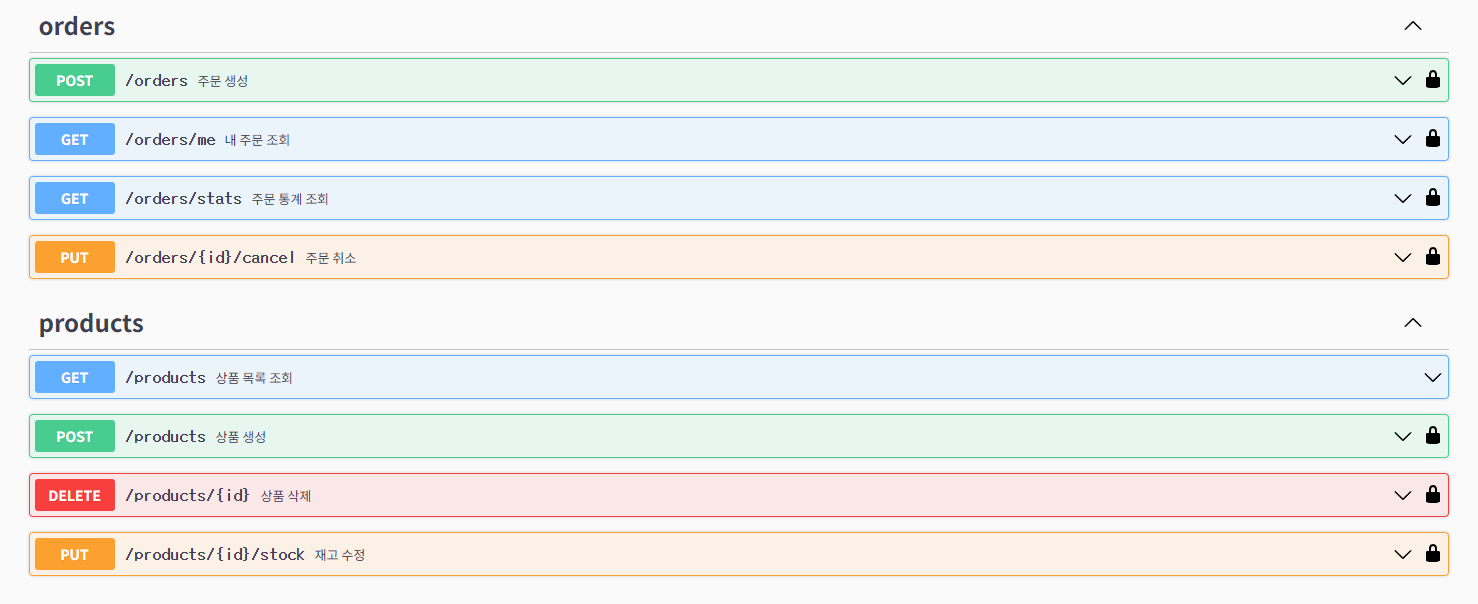 orders
POST /orders 주문 생성
GET /orders/me 내 주문 조회
GET /orders/stats 주문 통계 조회
PUT /orders/{id}/cancel 주문 취소
products
GET /products 상품 목록 조회
POST /products 상품 생성
DELETE /products/{id} 상품 삭제
PUT /products/{id}/stock 재고 수정